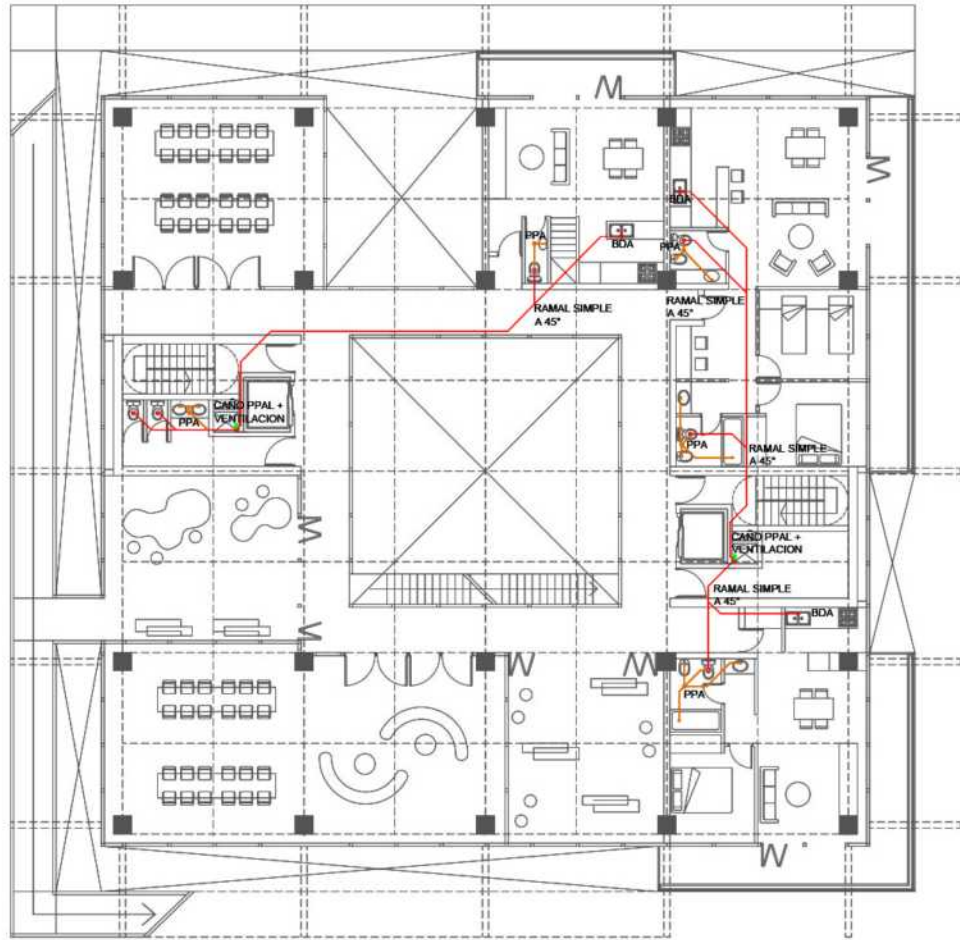 BDA
PPA
BDA
PPA
RAMAL SIMPLE
A 45°
RAMAL SIMPLE
A 45°
CAÑO PPAL +
VENTILACION
PPA
PPA
RAMAL SIMPLE
A 45°
CAÑO PPAL +
VENTILACION
RAMAL SIMPLE
A 45°
BDA
PPA